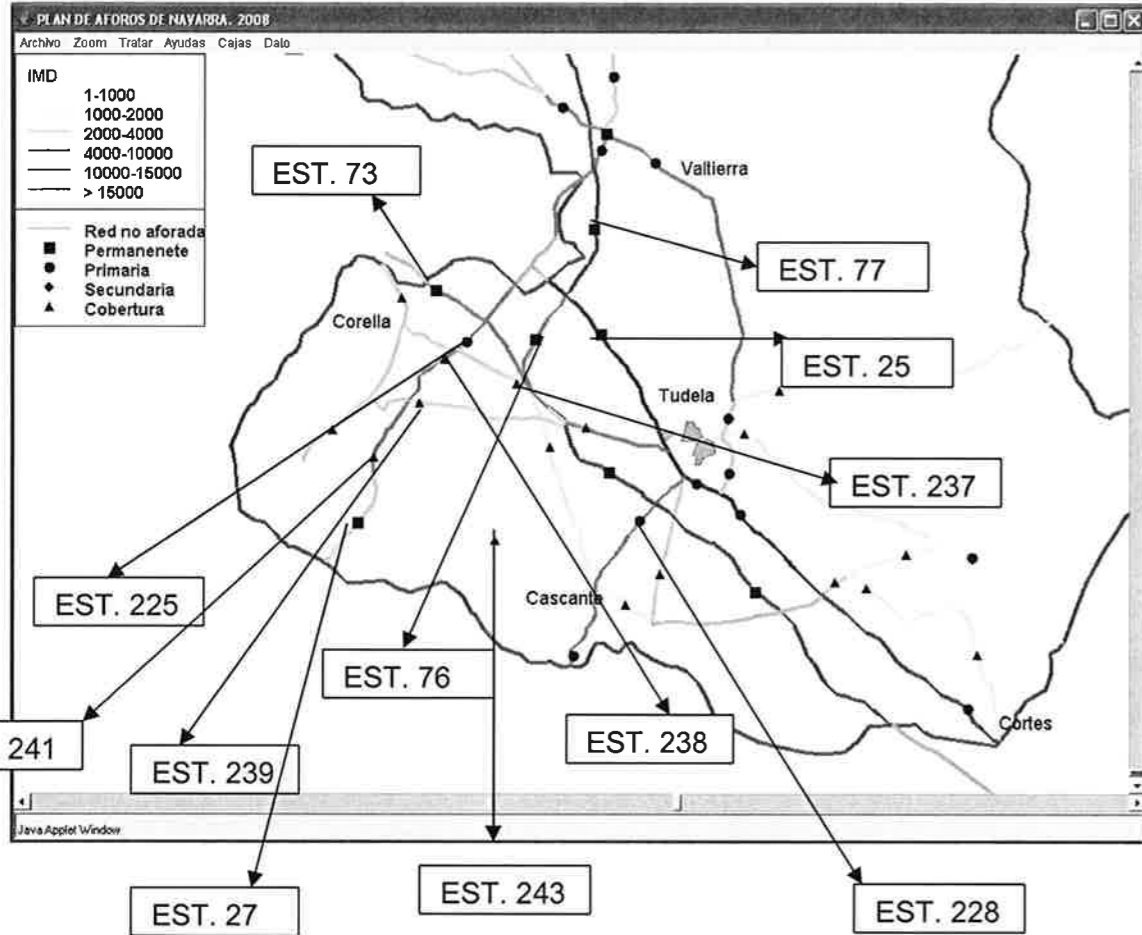 PLAN DE AFOROS DE NAVARRA. 2008
Archivo Zoom Tratar Ayudas Cajas Dato
IMD
1-1000
1000-2000
2000-4000
4000-10000
10000-15000
> 15000
Red no aforada
Permanenete
Primaria
Secundaria
Cobertura
EST. 73
Valtierra
EST. 77
Corella
EST. 25
Tudela
EST. 237
EST. 225
Cascante
EST. 76
241
EST. 239
EST. 238
Cortes
Java Applet Window
EST. 27
EST. 243
EST. 228